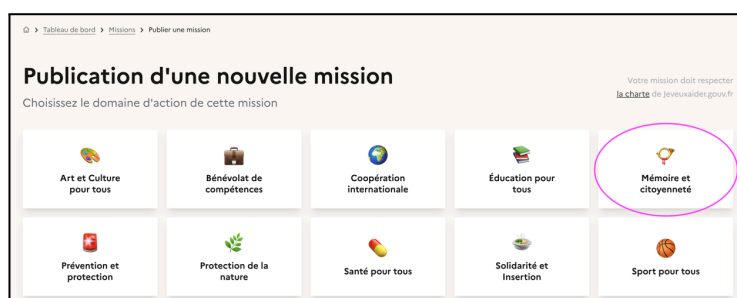 Tableau de bord > Missions > Publier une mission
Publication d'une nouvelle mission
Choisissez le domaine d'action de cette mission
Votre mission doit respecter
la charte de Jeveuxaider.gouv.fr
Art et Culture
pour tous
Bénévolat de
compétences
Coopération
internationale
Éducation pour
tous
Mémoire et
citoyenneté
Prévention et
protection
Protection de la
nature
Santé pour tous
Solidarité et
Insertion
Sport pour tous